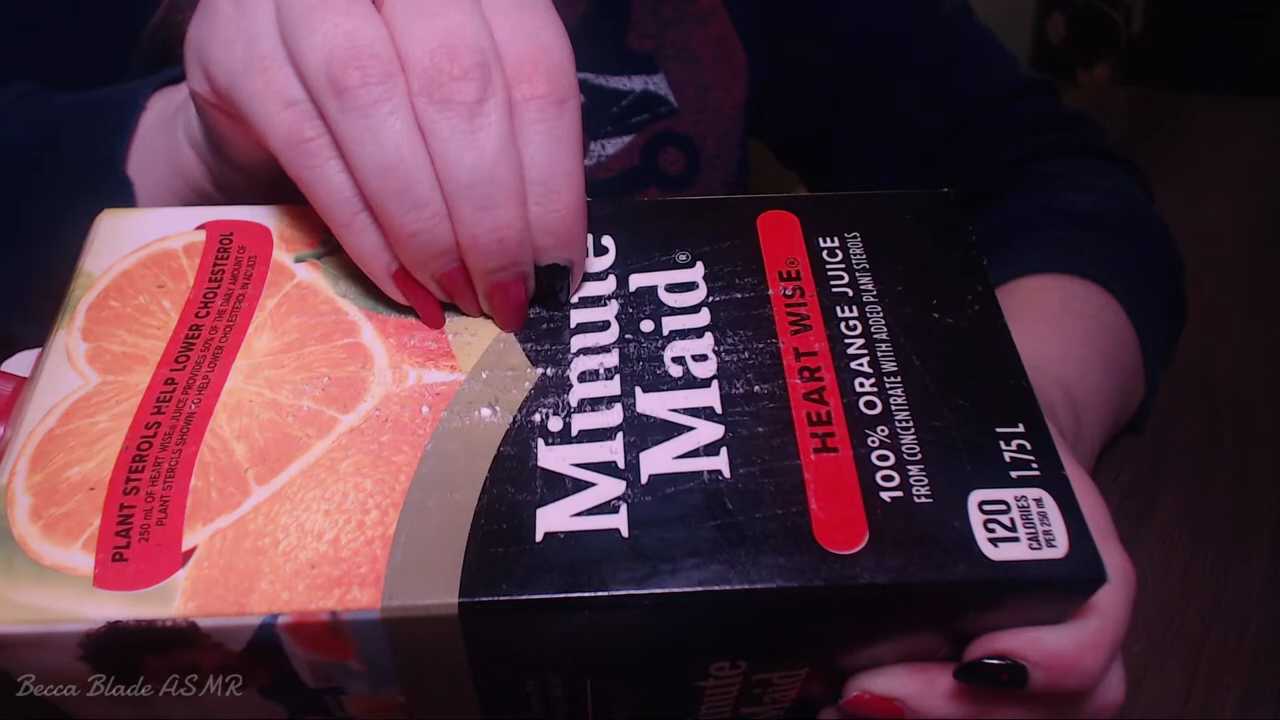 PLANT STEROLS HELP LOWER CHOLESTEROL
250 mL OF HEART WISE® JUICE PROVIDES 50% OF THE DAILY AMOUNT OF
PLANT STEROLS SHOWN TO HELP LOWER CHOLESTEROL IN ADULTS
Minute
Maid®
HEART WISE®
100% ORANGE JUICE
FROM CONCENTRATE WITH ADDED PLANT STEROLS
120
CALORIES
PER 250 mL
1.75 L
Minute
Maid
Becca Blade ASMR